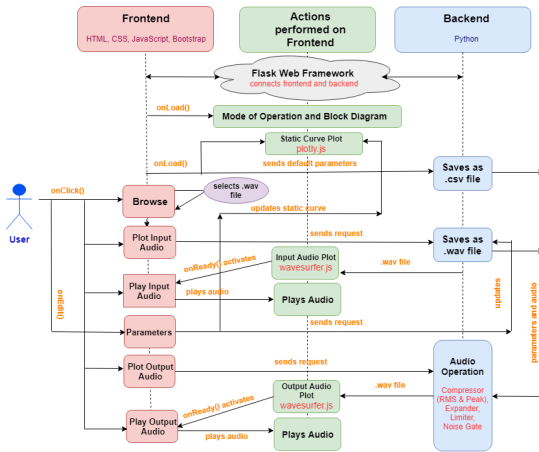 Frontend
HTML, CSS, JavaScript, Bootstrap
Actions
performed on
Frontend
Backend
Python
Flask Web Framework
connects frontend and backend
onLoad()
Mode of Operation and Block Diagram
Static Curve Plot
plotly.js
onLoad()
sends default parameters
Saves as
.csv file
onClick()
Browse
selects .wav
file
updates static curve
User
Plot Input
Audio
sends request
Saves as
.wav file
onReady() activates
Input Audio Plot
wavesurfer.js
.wav file
Play Input
Audio
plays audio
Plays Audio
onEdit()
updates
parameters and audio
Parameters
sends request
Plot Output
Audio
sends request
Audio
Operation
Compressor
(RMS & Peak),
Expander,
Limiter,
Noise Gate
onReady() activates
Output Audio
Plot
wavesurfer.js
.wav file
Play Output
Audio
plays audio
Plays Audio